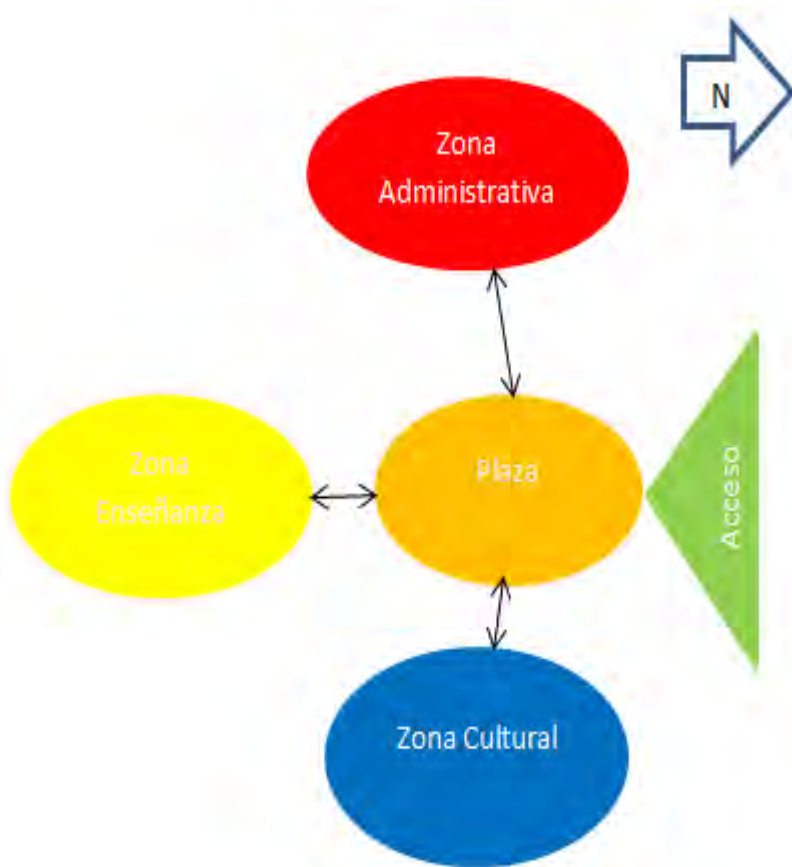 N
Zona
Administrativa
Zona
Enseñanza
Plaza
Acceso
Zona Cultural